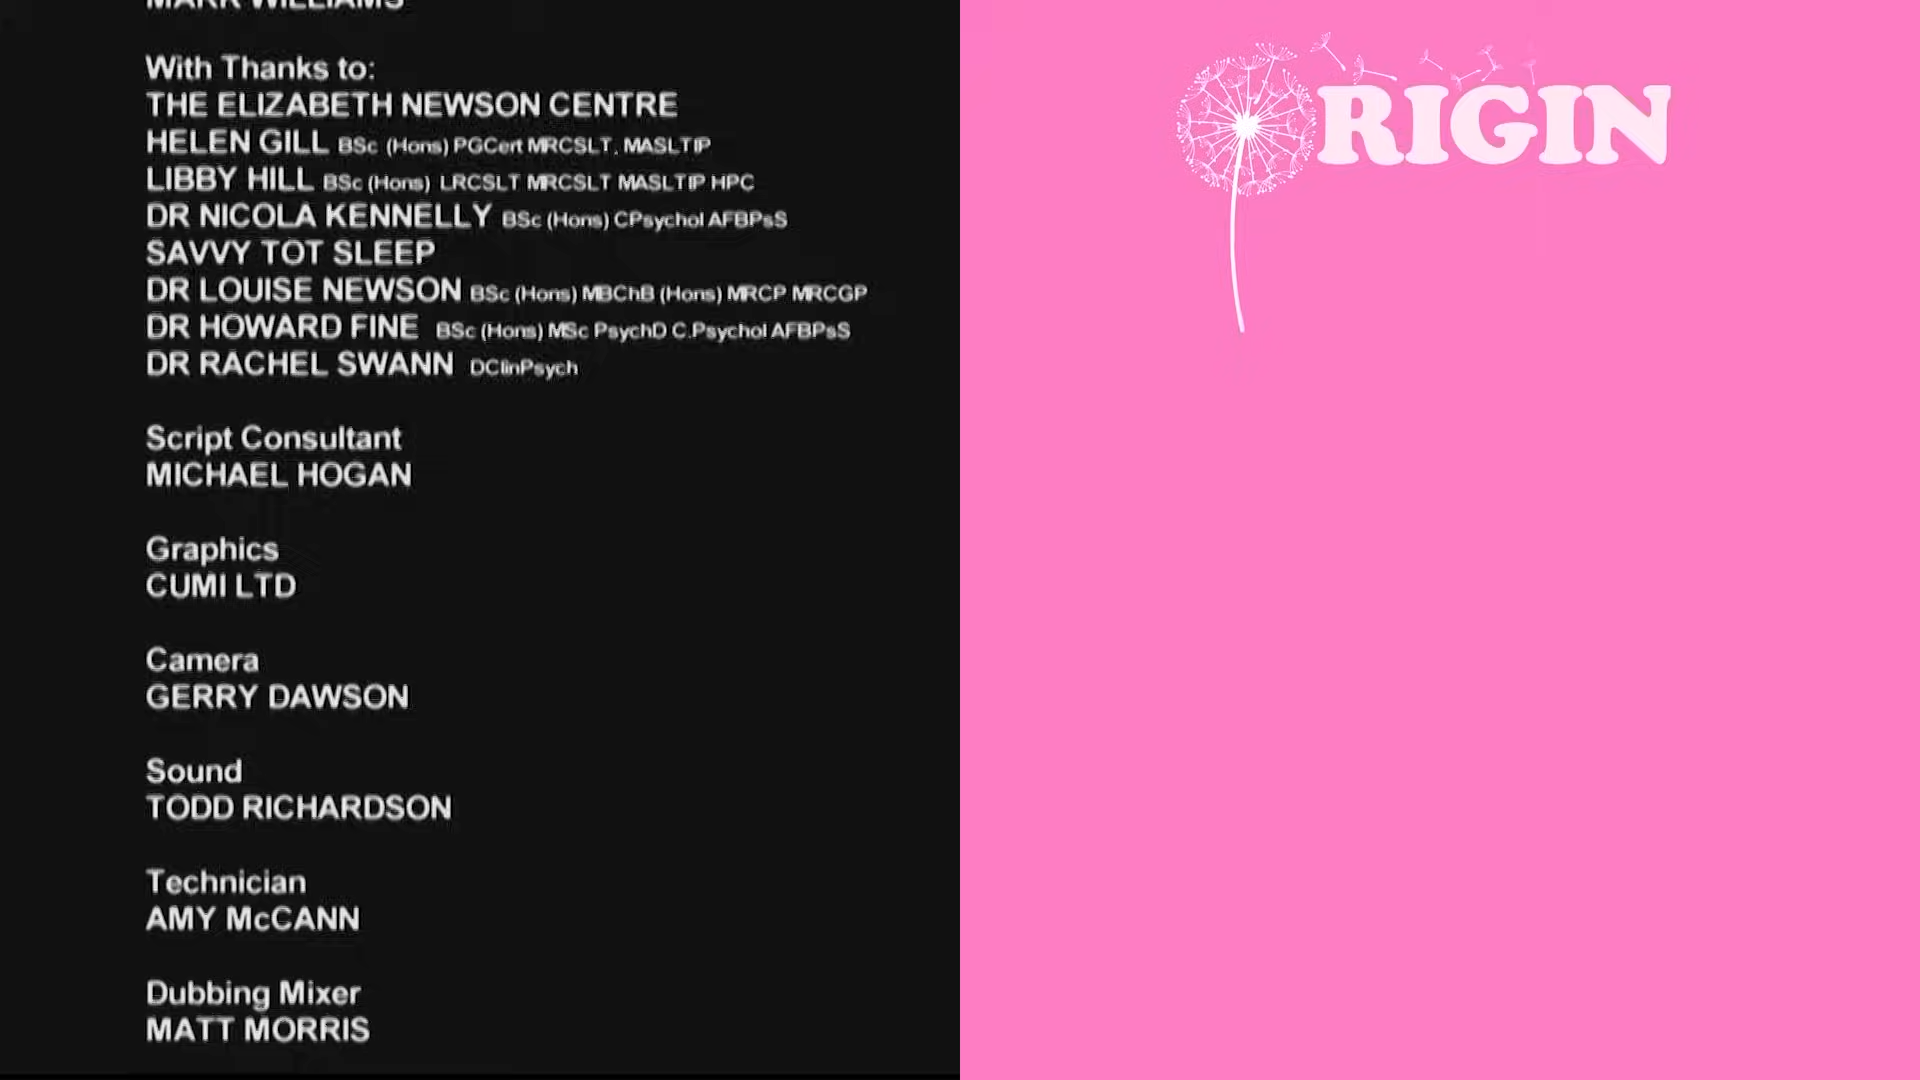 MARK WILLIAMS
With Thanks to:
THE ELIZABETH NEWSON CENTRE
HELEN GILL BSc (Hons) PGCert MRCSLT, MASLTIP
LIBBY HILL BSc (Hons) LRCSLT MRCSLT MASLTIP HPC
DR NICOLA KENNELLY BSc (Hons) CPsychol AFBPsS
SAVVY TOT SLEEP
DR LOUISE NEWSON BSc (Hons) MBChB (Hons) MRCP MRCGP
DR HOWARD FINE BSc (Hons) MSc PsychD C.Psychol AFBPsS
DR RACHEL SWANN DClinPsych
Script Consultant
MICHAEL HOGAN
Graphics
CUMI LTD
Camera
GERRY DAWSON
Sound
TODD RICHARDSON
Technician
AMY McCANN
Dubbing Mixer
MATT MORRIS
ORIGIN